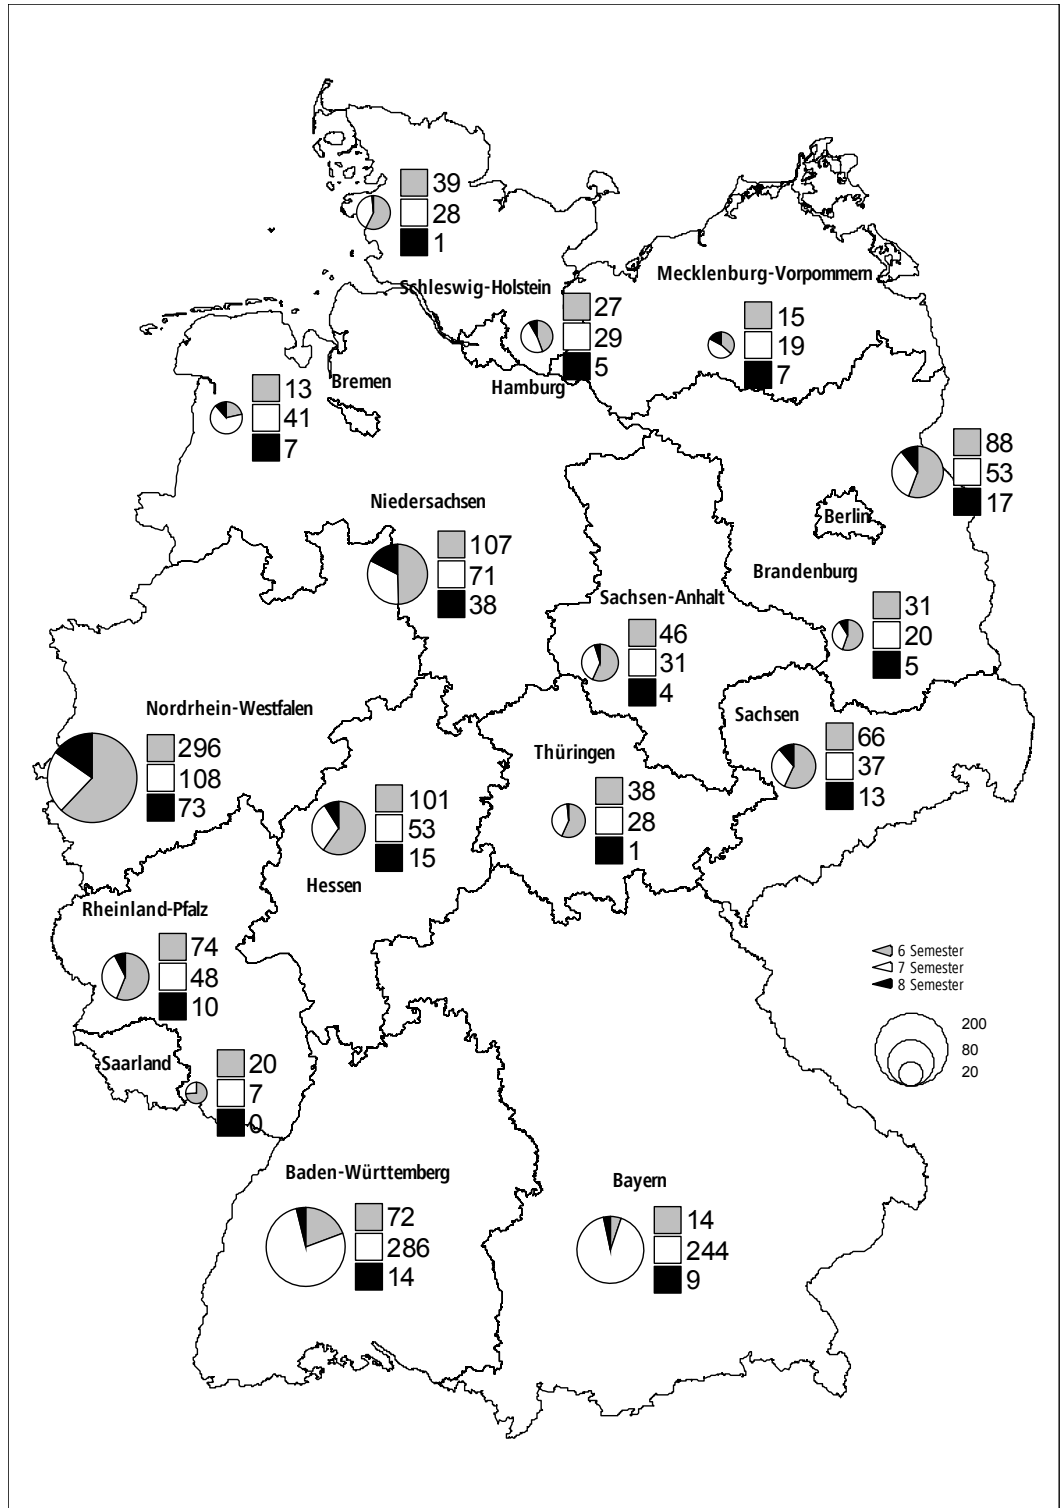 39
28
1
Schleswig-Holstein
Mecklenburg-Vorpommern
27
29
5
Hamburg
15
19
7
Bremen
13
41
7
88
53
17
Berlin
Niedersachsen
107
71
38
Brandenburg
31
20
5
Sachsen-Anhalt
46
31
4
Nordrhein-Westfalen
296
108
73
Sachsen
66
37
13
Thüringen
38
28
1
101
53
15
Hessen
Rheinland-Pfalz
74
48
10
6 Semester
7 Semester
8 Semester
200
80
20
Saarland
20
7
0
Baden-Württemberg
72
286
14
Bayern
14
244
9